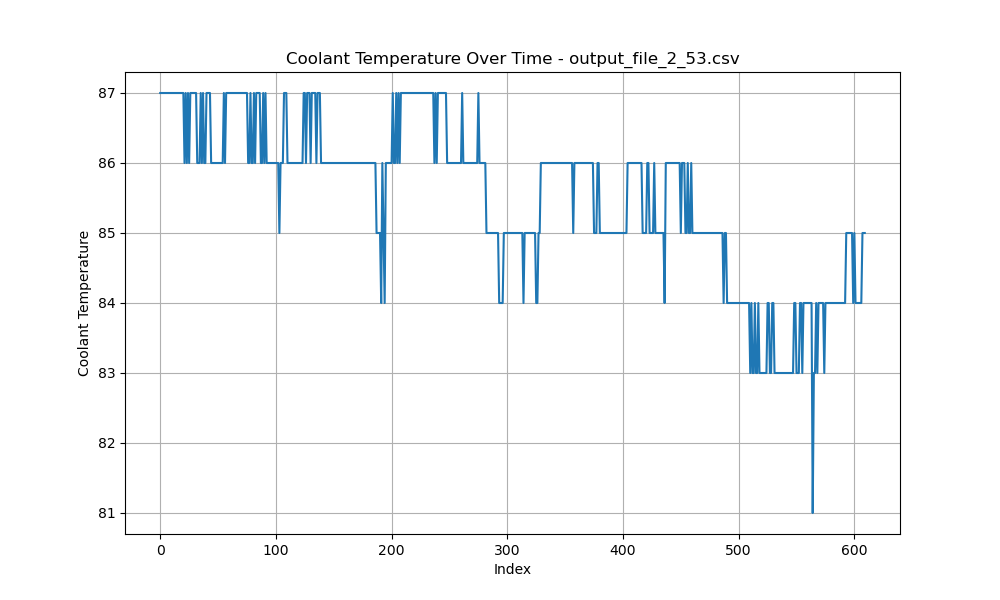 Coolant Temperature Over Time - output_file_2_53.csv
Coolant Temperature
87
86
85
84
83
82
81
0 100 200 300 400 500 600
Index